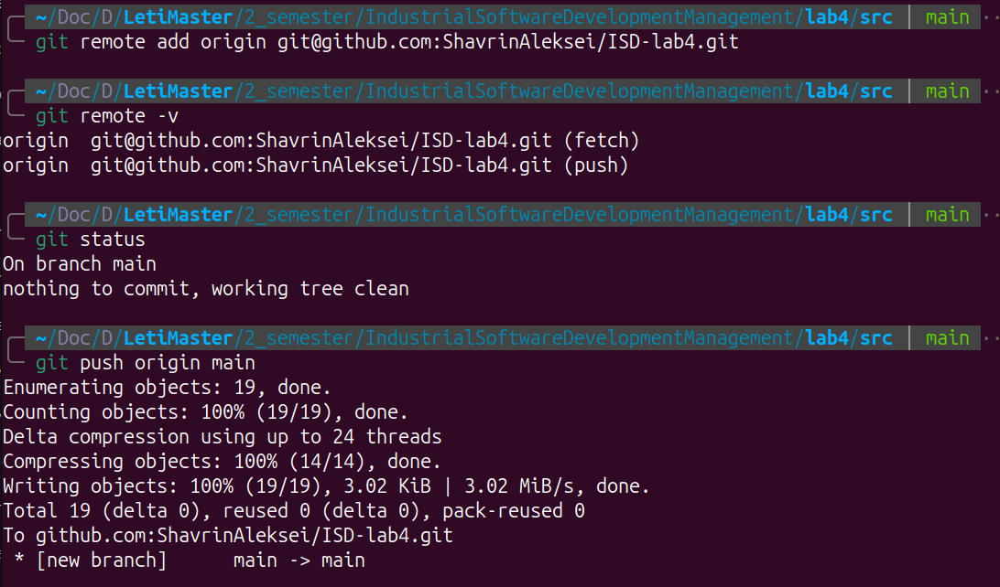 ~/Doc/D/LetiMaster/2_semester/IndustrialSoftwareDevelopmentManagement/lab4/src | main ··
git remote add origin git@github.com:ShavrinAleksei/ISD-lab4.git
~/Doc/D/LetiMaster/2_semester/IndustrialSoftwareDevelopmentManagement/lab4/src | main ··
git remote -v
origin  git@github.com:ShavrinAleksei/ISD-lab4.git (fetch)
origin  git@github.com:ShavrinAleksei/ISD-lab4.git (push)
~/Doc/D/LetiMaster/2_semester/IndustrialSoftwareDevelopmentManagement/lab4/src | main ··
git status
On branch main
nothing to commit, working tree clean
~/Doc/D/LetiMaster/2_semester/IndustrialSoftwareDevelopmentManagement/lab4/src | main ··
git push origin main
Enumerating objects: 19, done.
Counting objects: 100% (19/19), done.
Delta compression using up to 24 threads
Compressing objects: 100% (14/14), done.
Writing objects: 100% (19/19), 3.02 KiB | 3.02 MiB/s, done.
Total 19 (delta 0), reused 0 (delta 0), pack-reused 0
To github.com:ShavrinAleksei/ISD-lab4.git
 * [new branch]      main -> main